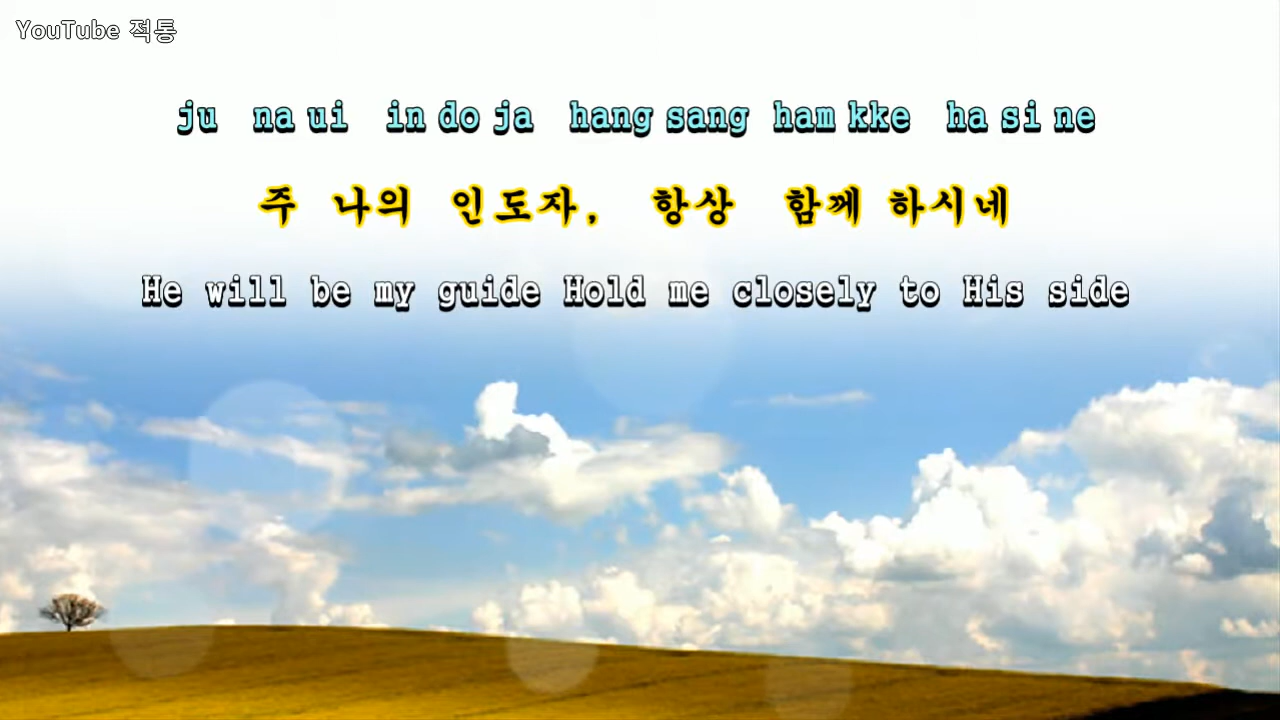 YouTube 적통
ju na ui in do ja hang sang ham kke ha si ne
주 나의 인도자, 항상 함께 하시네
He will be my guide Hold me closely to His side